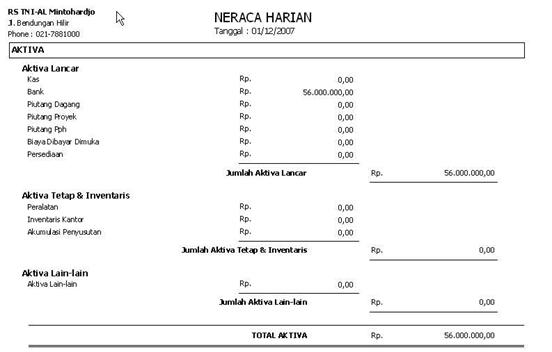 RS TNI-AL Mintohardjo
Jl. Bendungan Hilir
Phone : 021-7881000
NERACA HARIAN
Tanggal : 01/12/2007
AKTIVA
Aktiva Lancar
Kas Rp. 0,00
Bank Rp. 56.000.000,00
Piutang Dagang Rp. 0,00
Piutang Proyek Rp. 0,00
Piutang Pph Rp. 0,00
Biaya Dibayar Dimuka Rp. 0,00
Persediaan Rp. 0,00
Jumlah Aktiva Lancar Rp. 56.000.000,00
Aktiva Tetap & Inventaris
Peralatan Rp. 0,00
Inventaris Kantor Rp. 0,00
Akumulasi Penyusutan Rp. 0,00
Jumlah Aktiva Tetap & Inventaris Rp. 0,00
Aktiva Lain-lain
Aktiva Lain-lain Rp. 0,00
Jumlah Aktiva Lain-lain Rp. 0,00
TOTAL AKTIVA Rp. 56.000.000,00